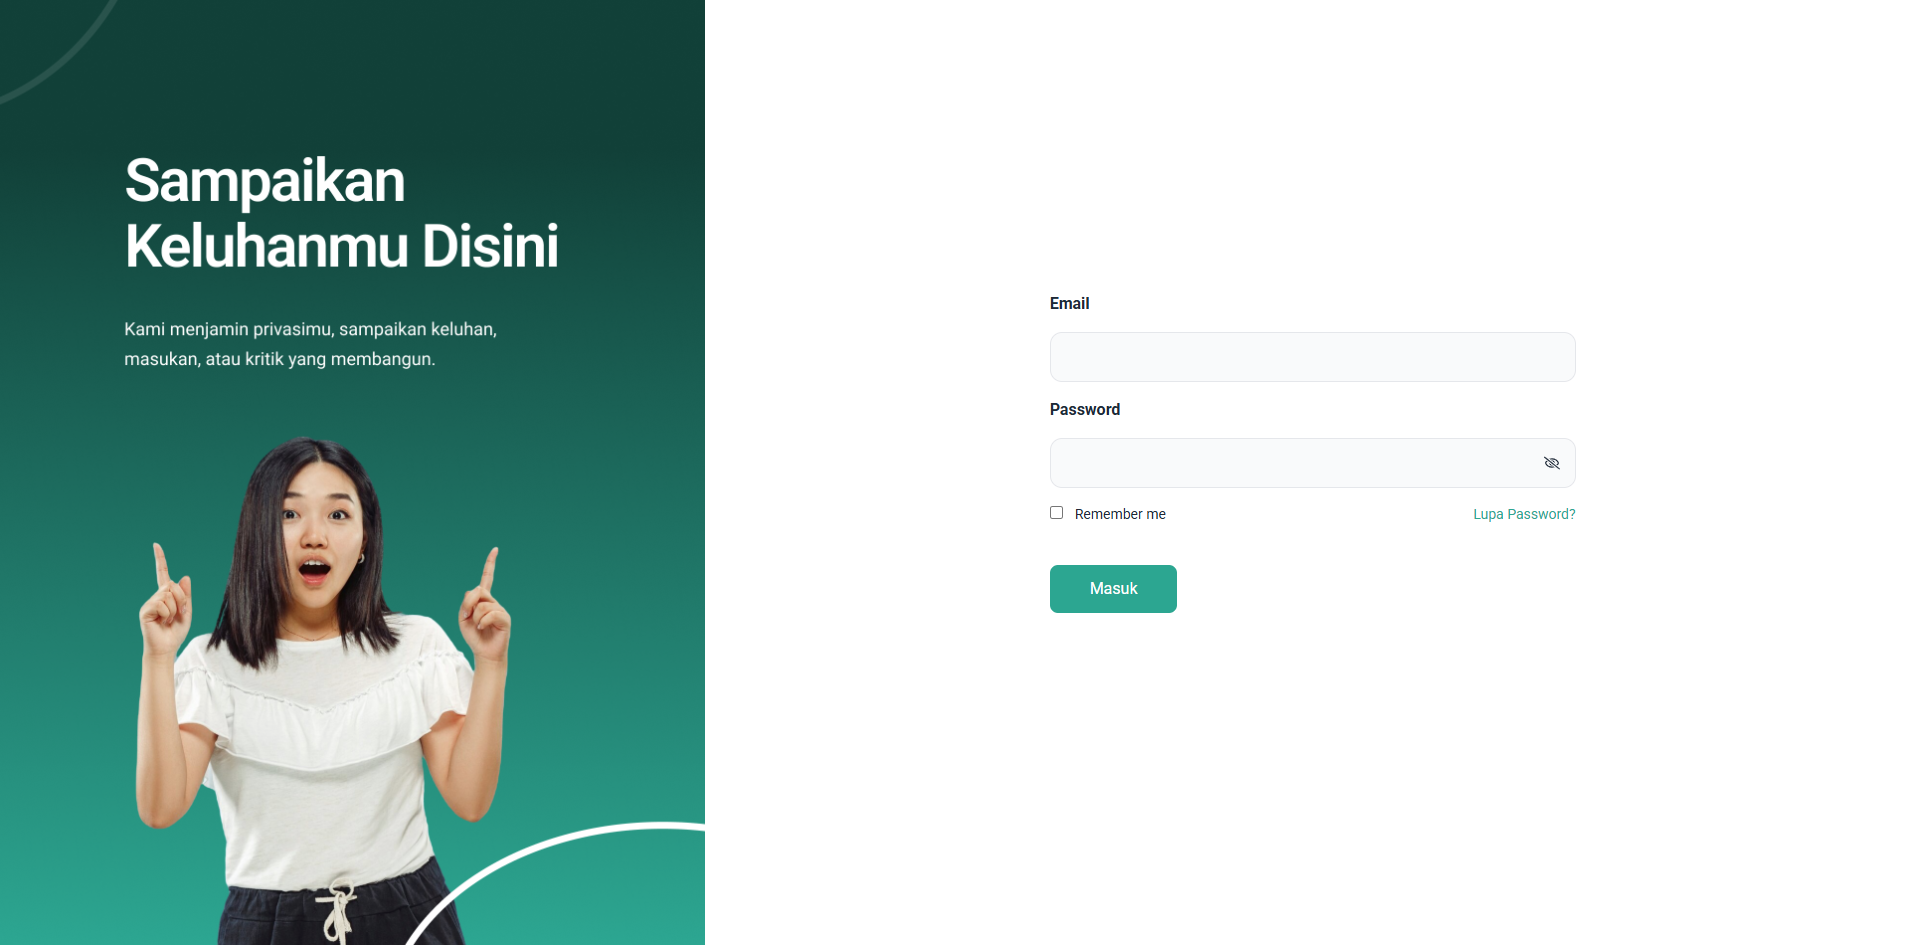 Sampaikan
Keluhanmu Disini
Kami menjamin privasimu, sampaikan keluhan,
masukan, atau kritik yang membangun.
Email
Password
Remember me
Lupa Password?
Masuk